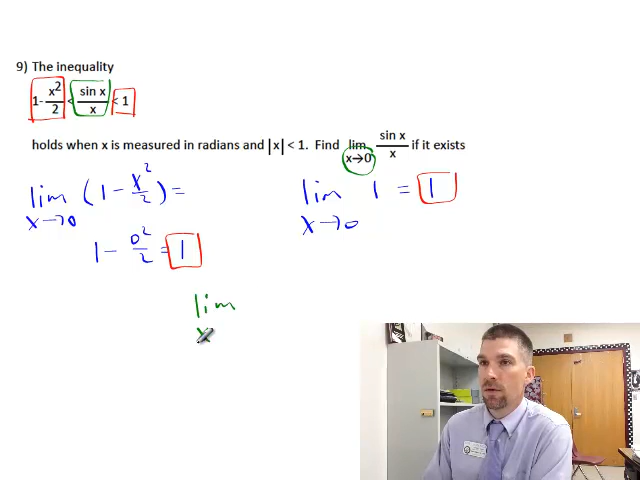 9) The inequality
1- x²/2 < sin x/x < 1
holds when x is measured in radians and |x| < 1. Find lim x→0 sin x/x if it exists
lim x→0 (1 - x²/2) =
1 - 0²/2 = 1
lim x→0 1 = 1
lim
x